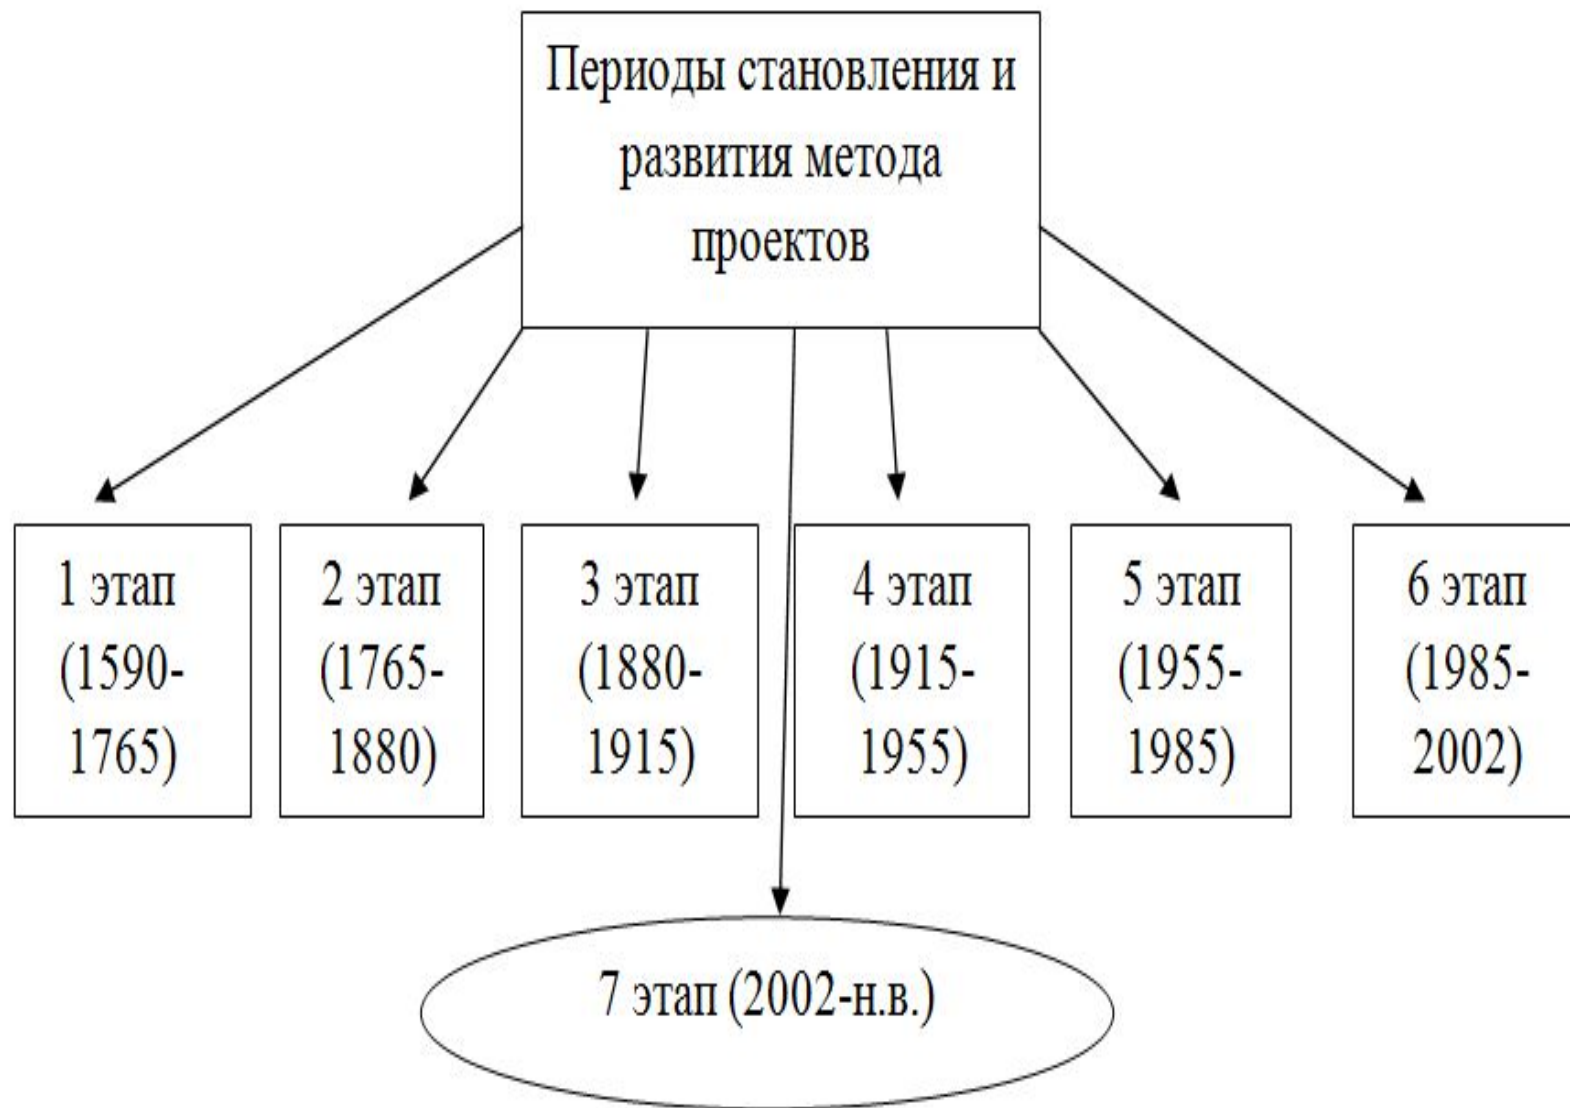 Периоды становления и
развития метода
проектов
1 этап
(1590-
1765)
2 этап
(1765-
1880)
3 этап
(1880-
1915)
4 этап
(1915-
1955)
5 этап
(1955-
1985)
6 этап
(1985-
2002)
7 этап (2002-н.в.)